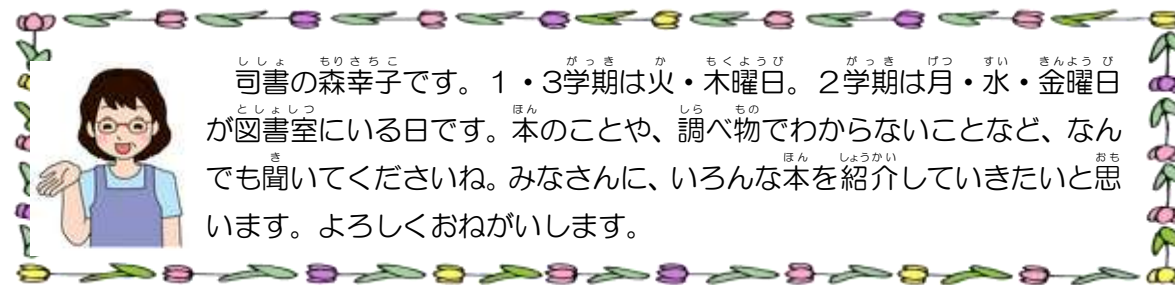 司書の森幸子です。1・3学期は火・木曜日。2学期は月・水・金曜日
が図書室にいる日です。本のことや、調べ物でわからないことなど、なん
でも聞いてくださいね。みなさんに、いろんな本を紹介していきたいと思
います。よろしくおねがいします。